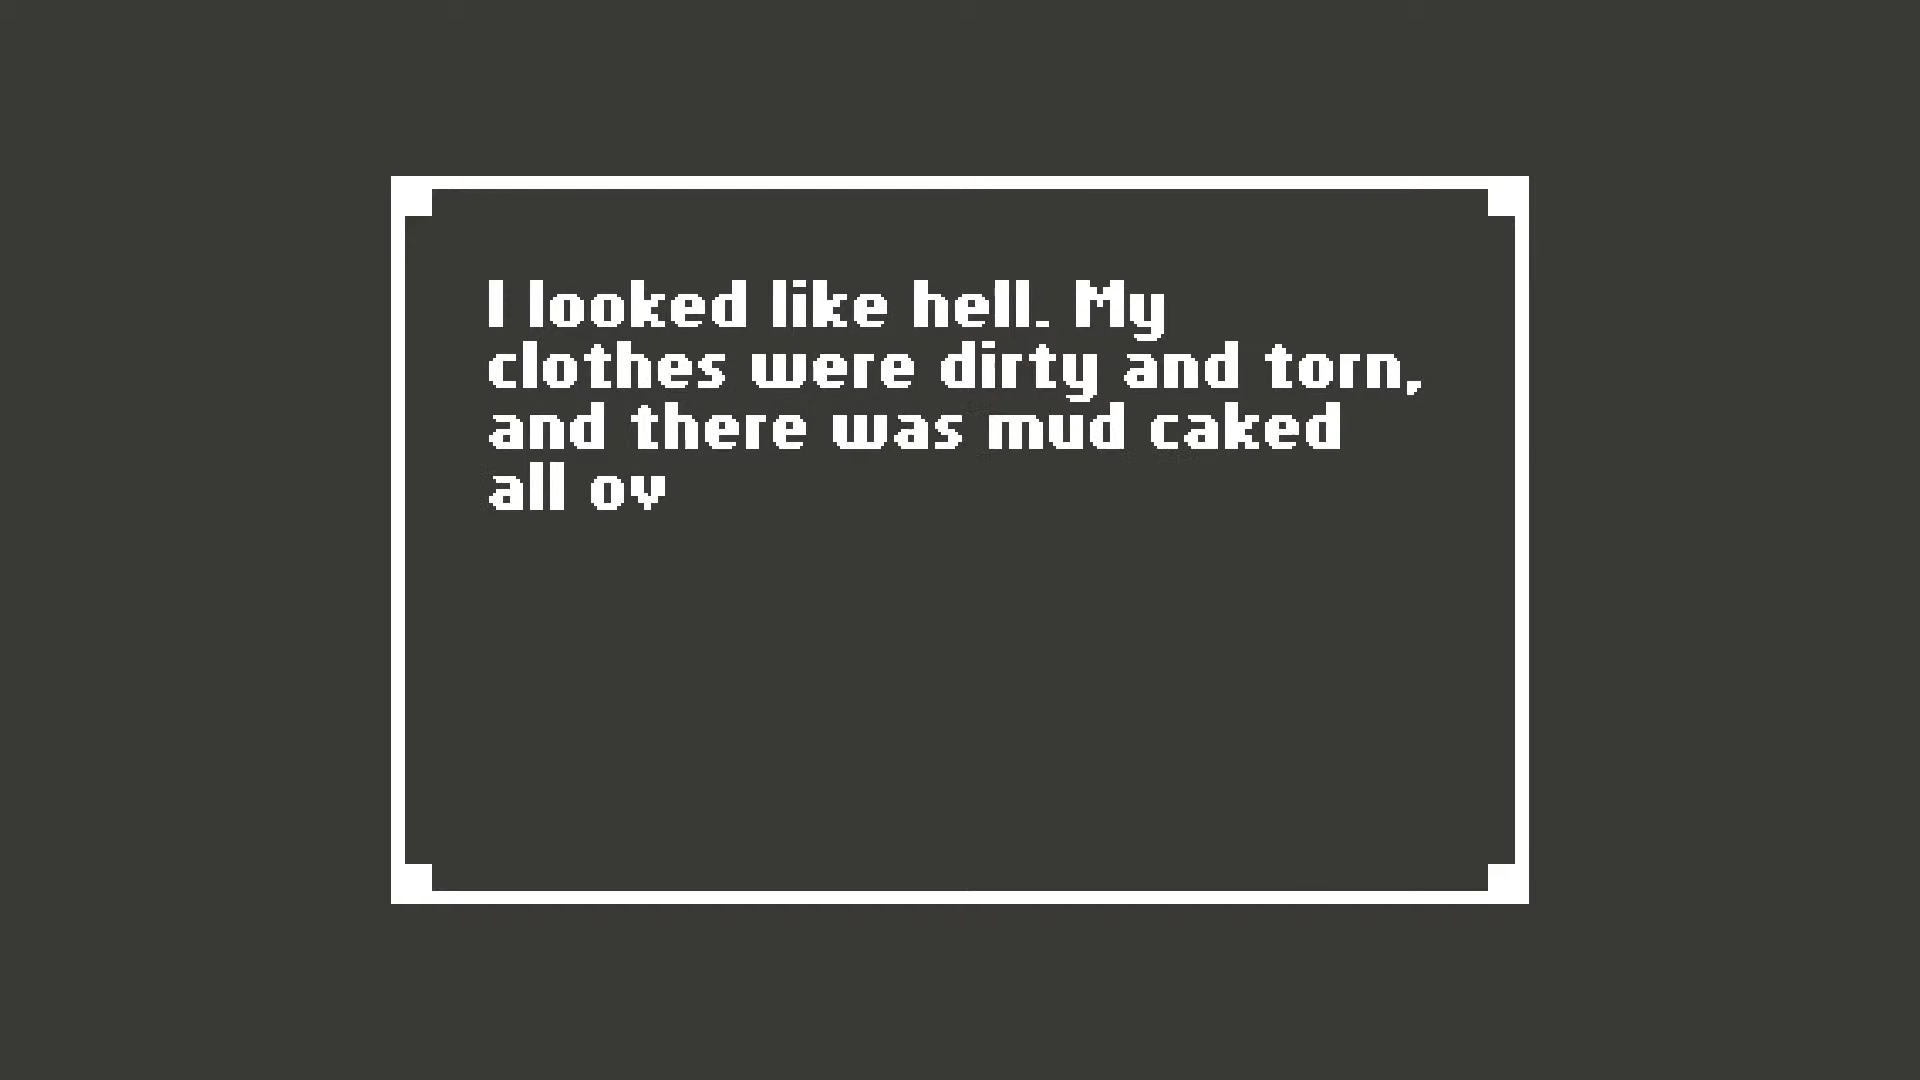 I looked like hell. My
clothes were dirty and torn,
and there was mud caked
all ov